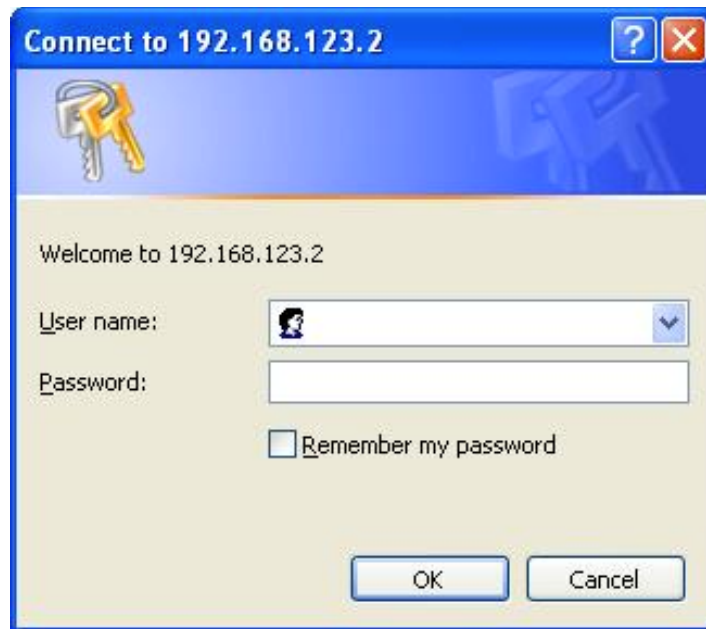 Connect to 192.168.123.2
?
Welcome to 192.168.123.2
User name:
Password:
Remember my password
OK
Cancel